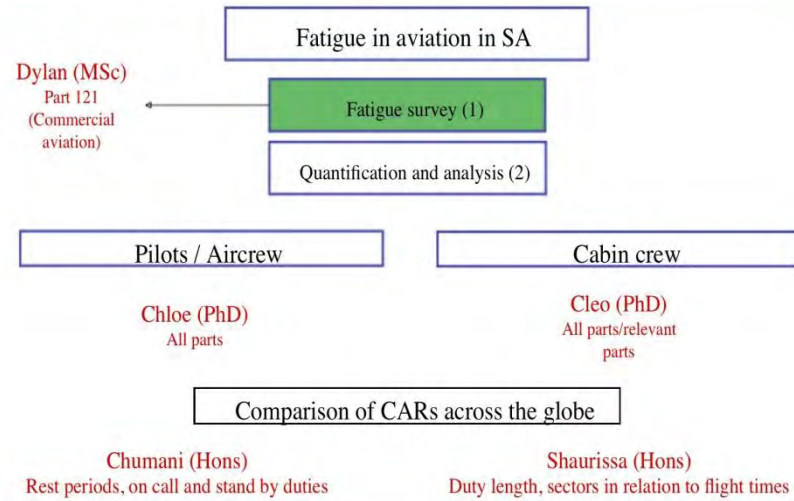 Fatigue in aviation in SA
Dylan (MSc)
Part 121
(Commercial
aviation)
Fatigue survey (1)
Quantification and analysis (2)
Pilots / Aircrew
Cabin crew
Chloe (PhD)
All parts
Cleo (PhD)
All parts/relevant
parts
Comparison of CARs across the globe
Chumani (Hons)
Rest periods, on call and stand by duties
Shaurissa (Hons)
Duty length, sectors in relation to flight times